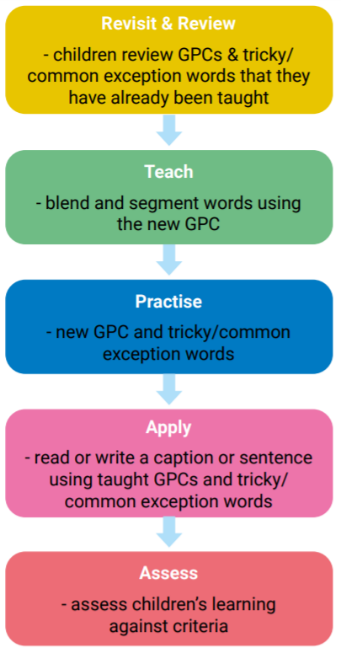 Revisit & Review
- children review GPCs & tricky/
common exception words that they
have already been taught
Teach
- blend and segment words using
the new GPC
Practise
- new GPC and tricky/common
exception words
Apply
- read or write a caption or sentence
using taught GPCs and tricky/
common exception words
Assess
- assess children’s learning
against criteria